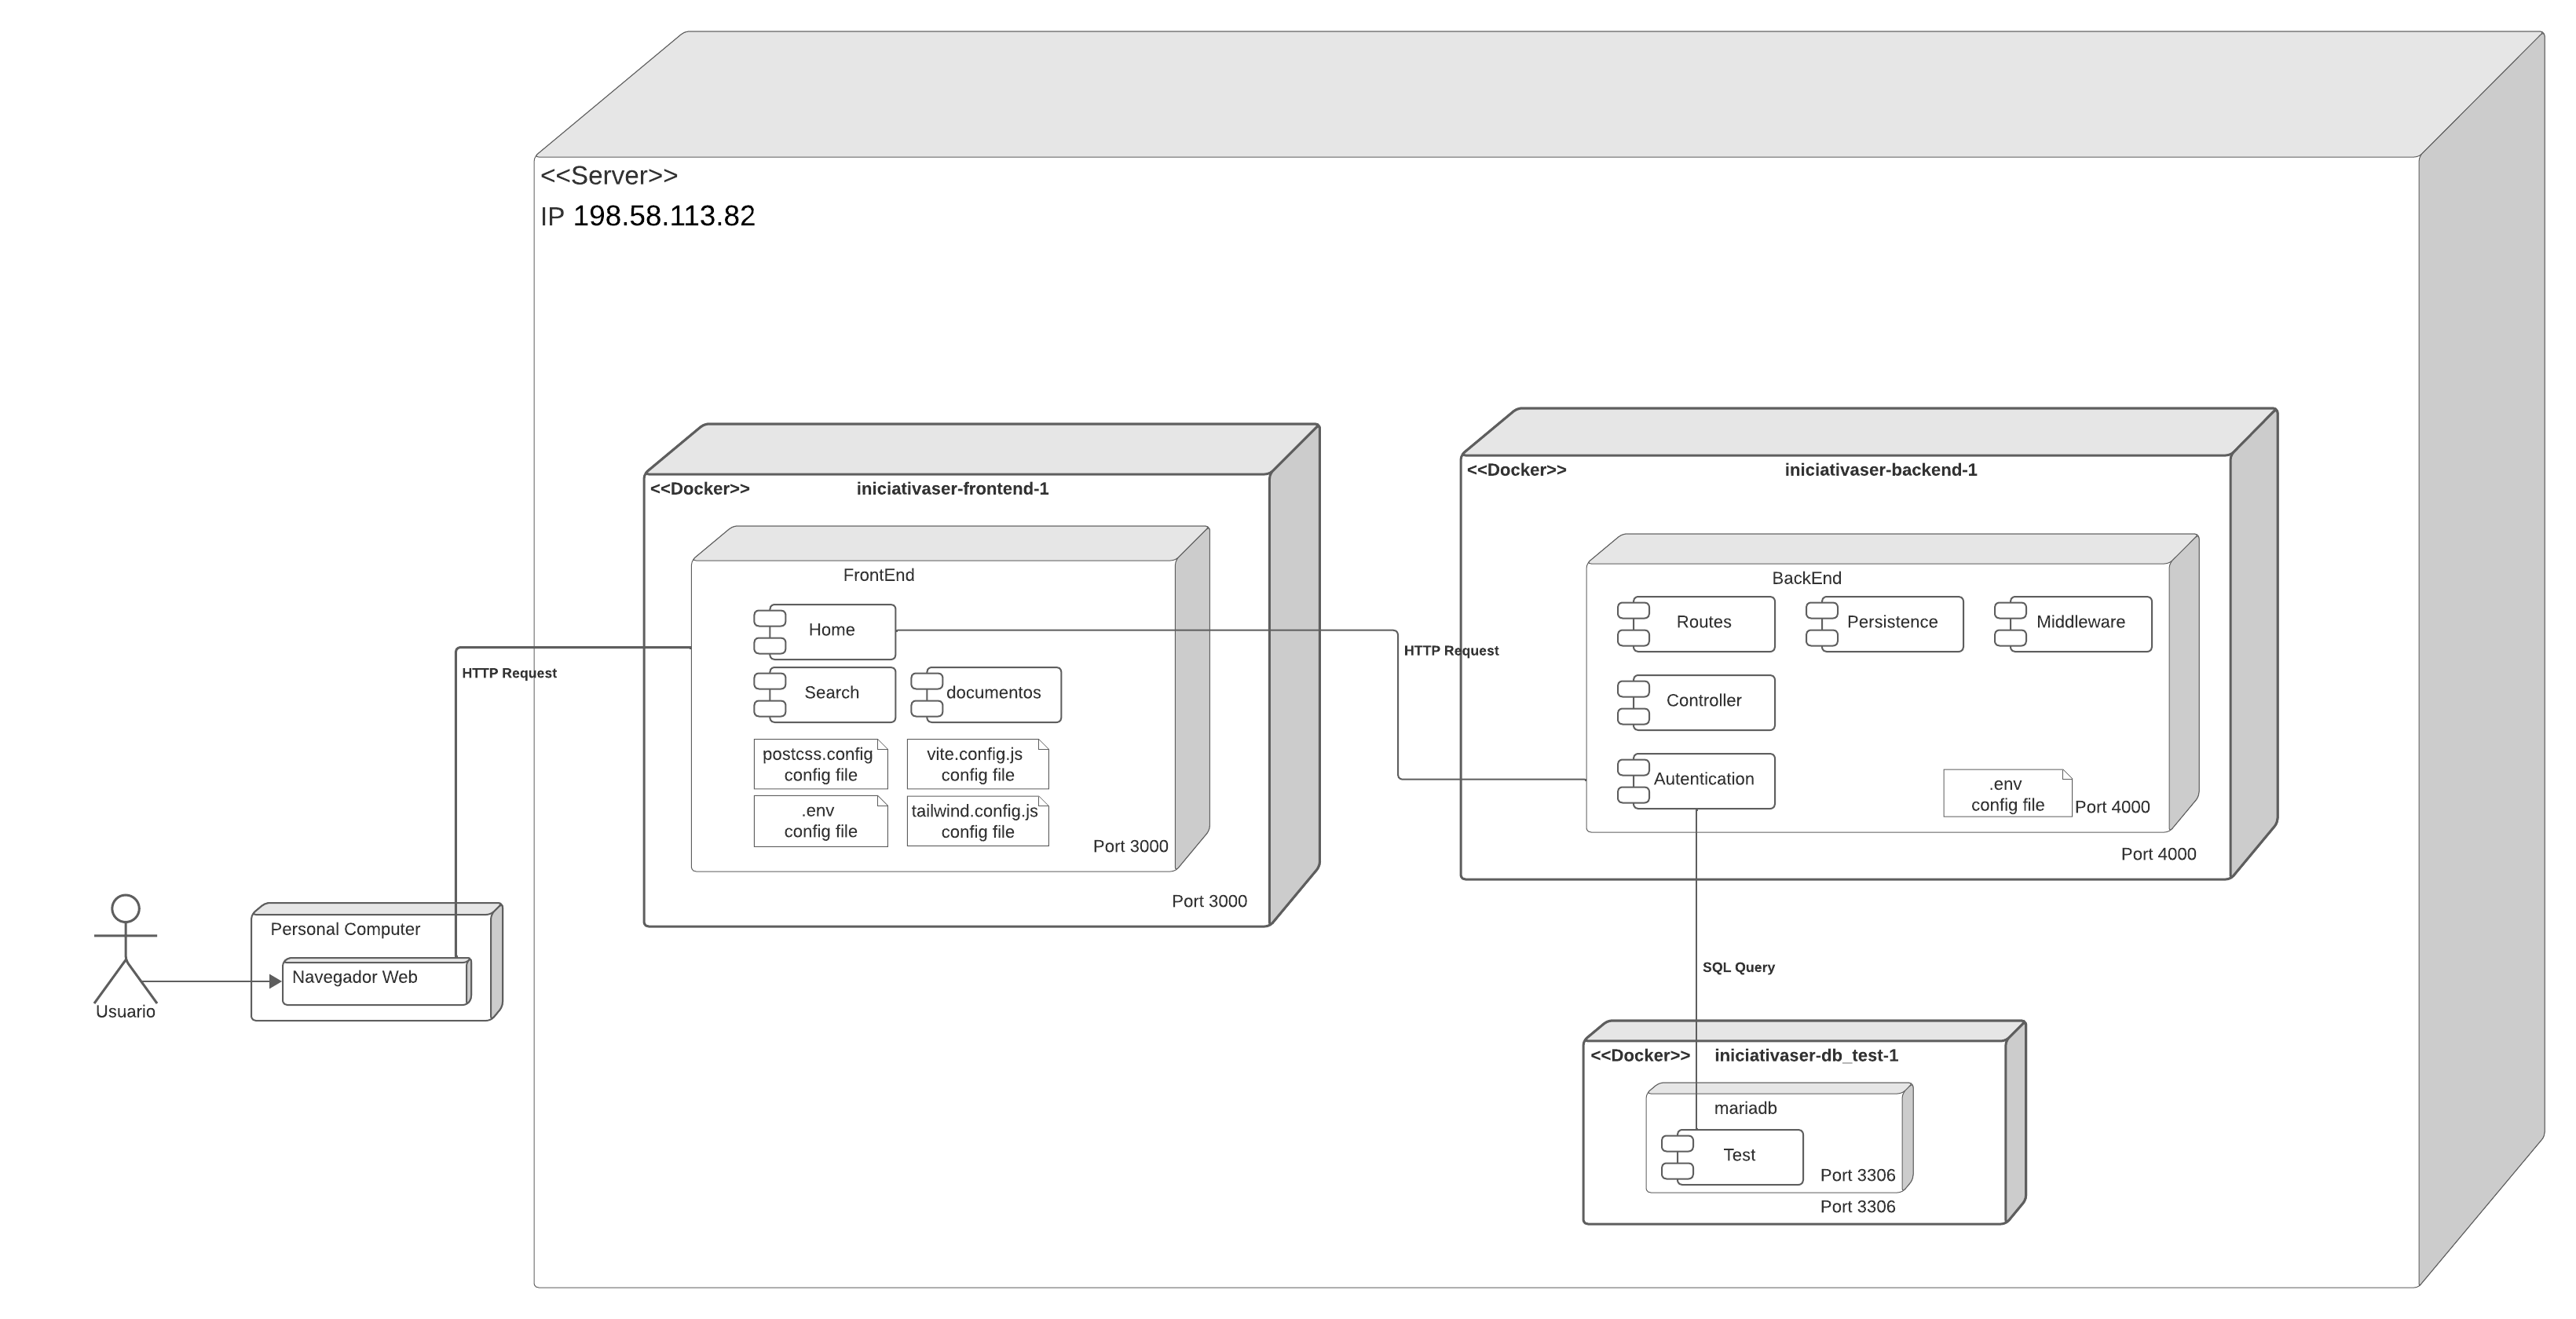 <<Server>>
IP 198.58.113.82
<<Docker>> iniciativaser-frontend-1
FrontEnd
Home
Search
documentos
postcss.config
config file
vite.config.js
config file
.env
config file
tailwind.config.js
config file
Port 3000
Port 3000
HTTP Request
HTTP Request
<<Docker>> iniciativaser-backend-1
BackEnd
Routes
Persistence
Middleware
Controller
Autentication
.env
config file
Port 4000
Port 4000
Personal Computer
Navegador Web
Usuario
SQL Query
<<Docker>> iniciativaser-db_test-1
mariadb
Test
Port 3306
Port 3306